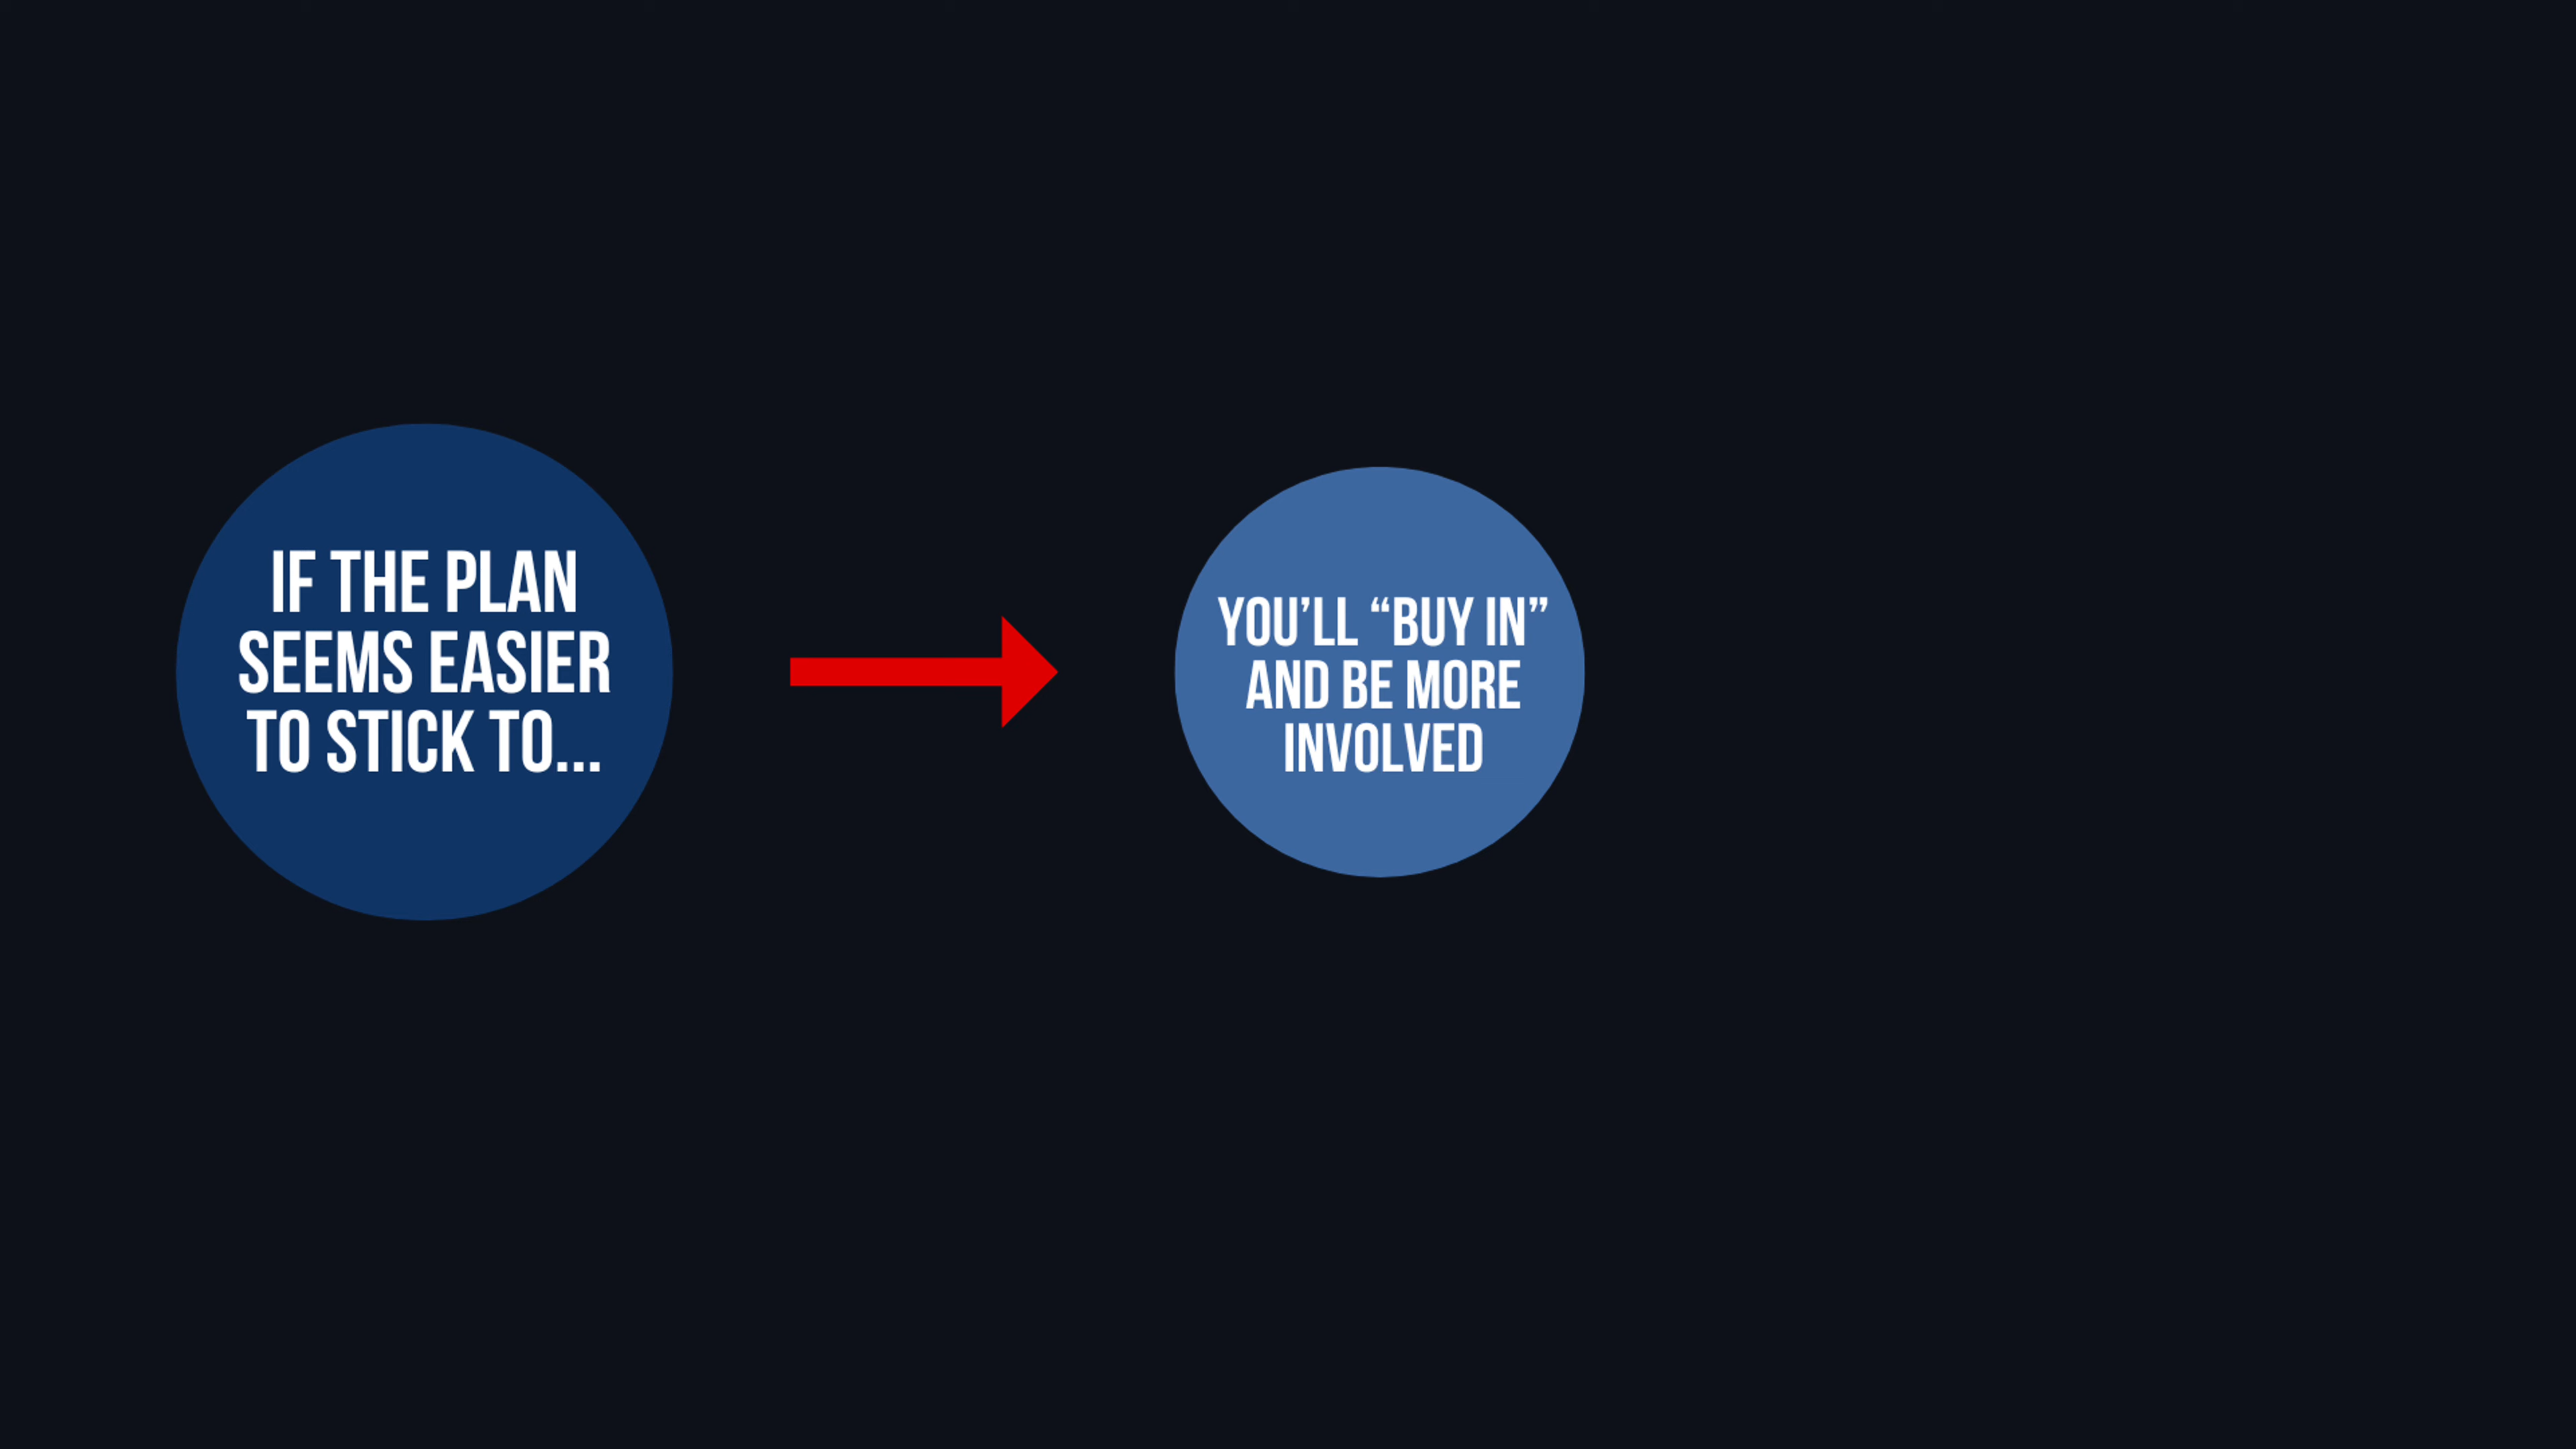 IF THE PLAN
SEEMS EASIER
TO STICK TO...
YOU’LL “BUY IN”
AND BE MORE
INVOLVED